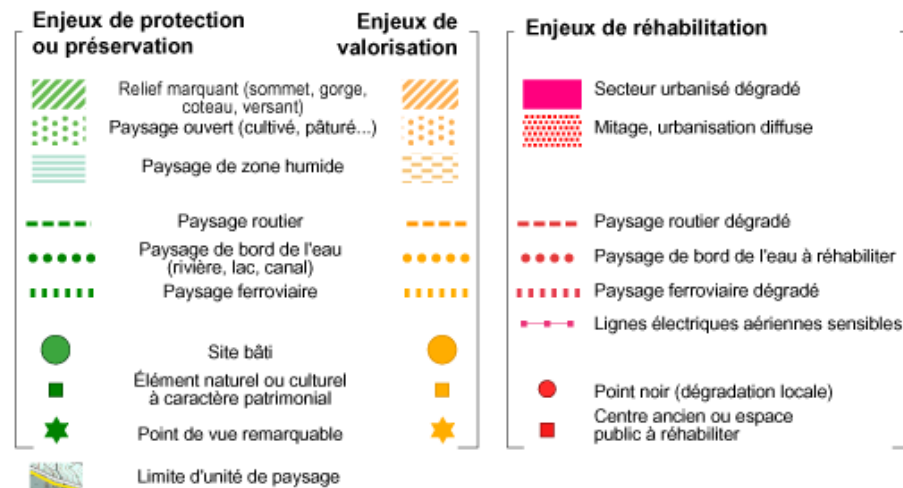 Enjeux de protection
ou préservation
Enjeux de
valorisation
Relief marquant (sommet, gorge,
coteau, versant)
Paysage ouvert (cultivé, pâturé...)
Paysage de zone humide
Paysage routier
Paysage de bord de l'eau
(rivière, lac, canal)
Paysage ferroviaire
Site bâti
Élément naturel ou culturel
à caractère patrimonial
Point de vue remarquable
Limite d'unité de paysage
Enjeux de réhabilitation
Secteur urbanisé dégradé
Mitage, urbanisation diffuse
Paysage routier dégradé
Paysage de bord de l'eau à réhabiliter
Paysage ferroviaire dégradé
Lignes électriques aériennes sensibles
Point noir (dégradation locale)
Centre ancien ou espace
public à réhabiliter